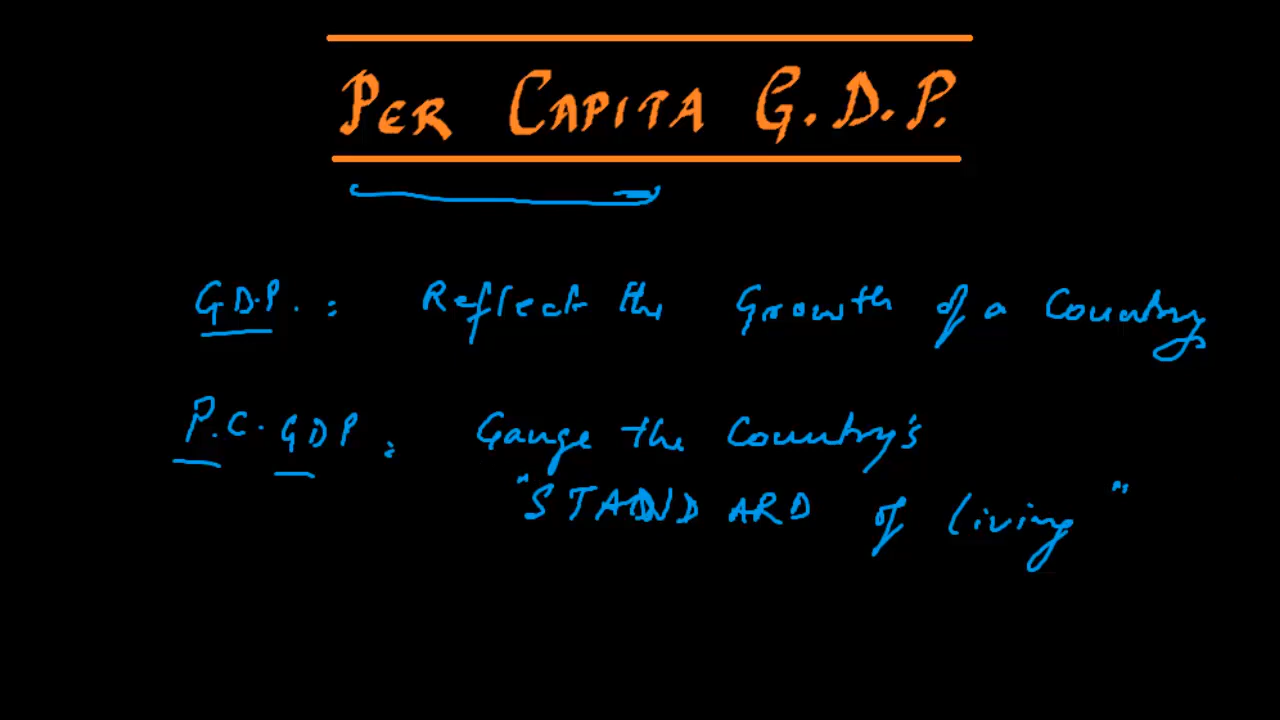 PER CAPITA G.D.P.
G.D.P. : Reflect the Growth of a Country
P.C. GDP : Gauge the Country's
"STANDARD of living"